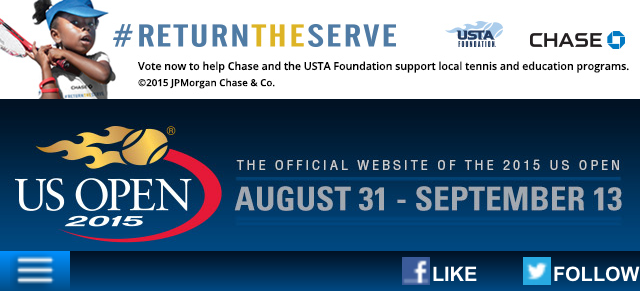 #RETURNTHESERVE
USTA
FOUNDATION
CHASE
Vote now to help Chase and the USTA Foundation support local tennis and education programs.
©2015 JPMorgan Chase & Co.
CHASE
#RETURNTHESERVE
®
US OPEN
2015
THE OFFICIAL WEBSITE OF THE 2015 US OPEN
AUGUST 31 - SEPTEMBER 13
LIKE
FOLLOW